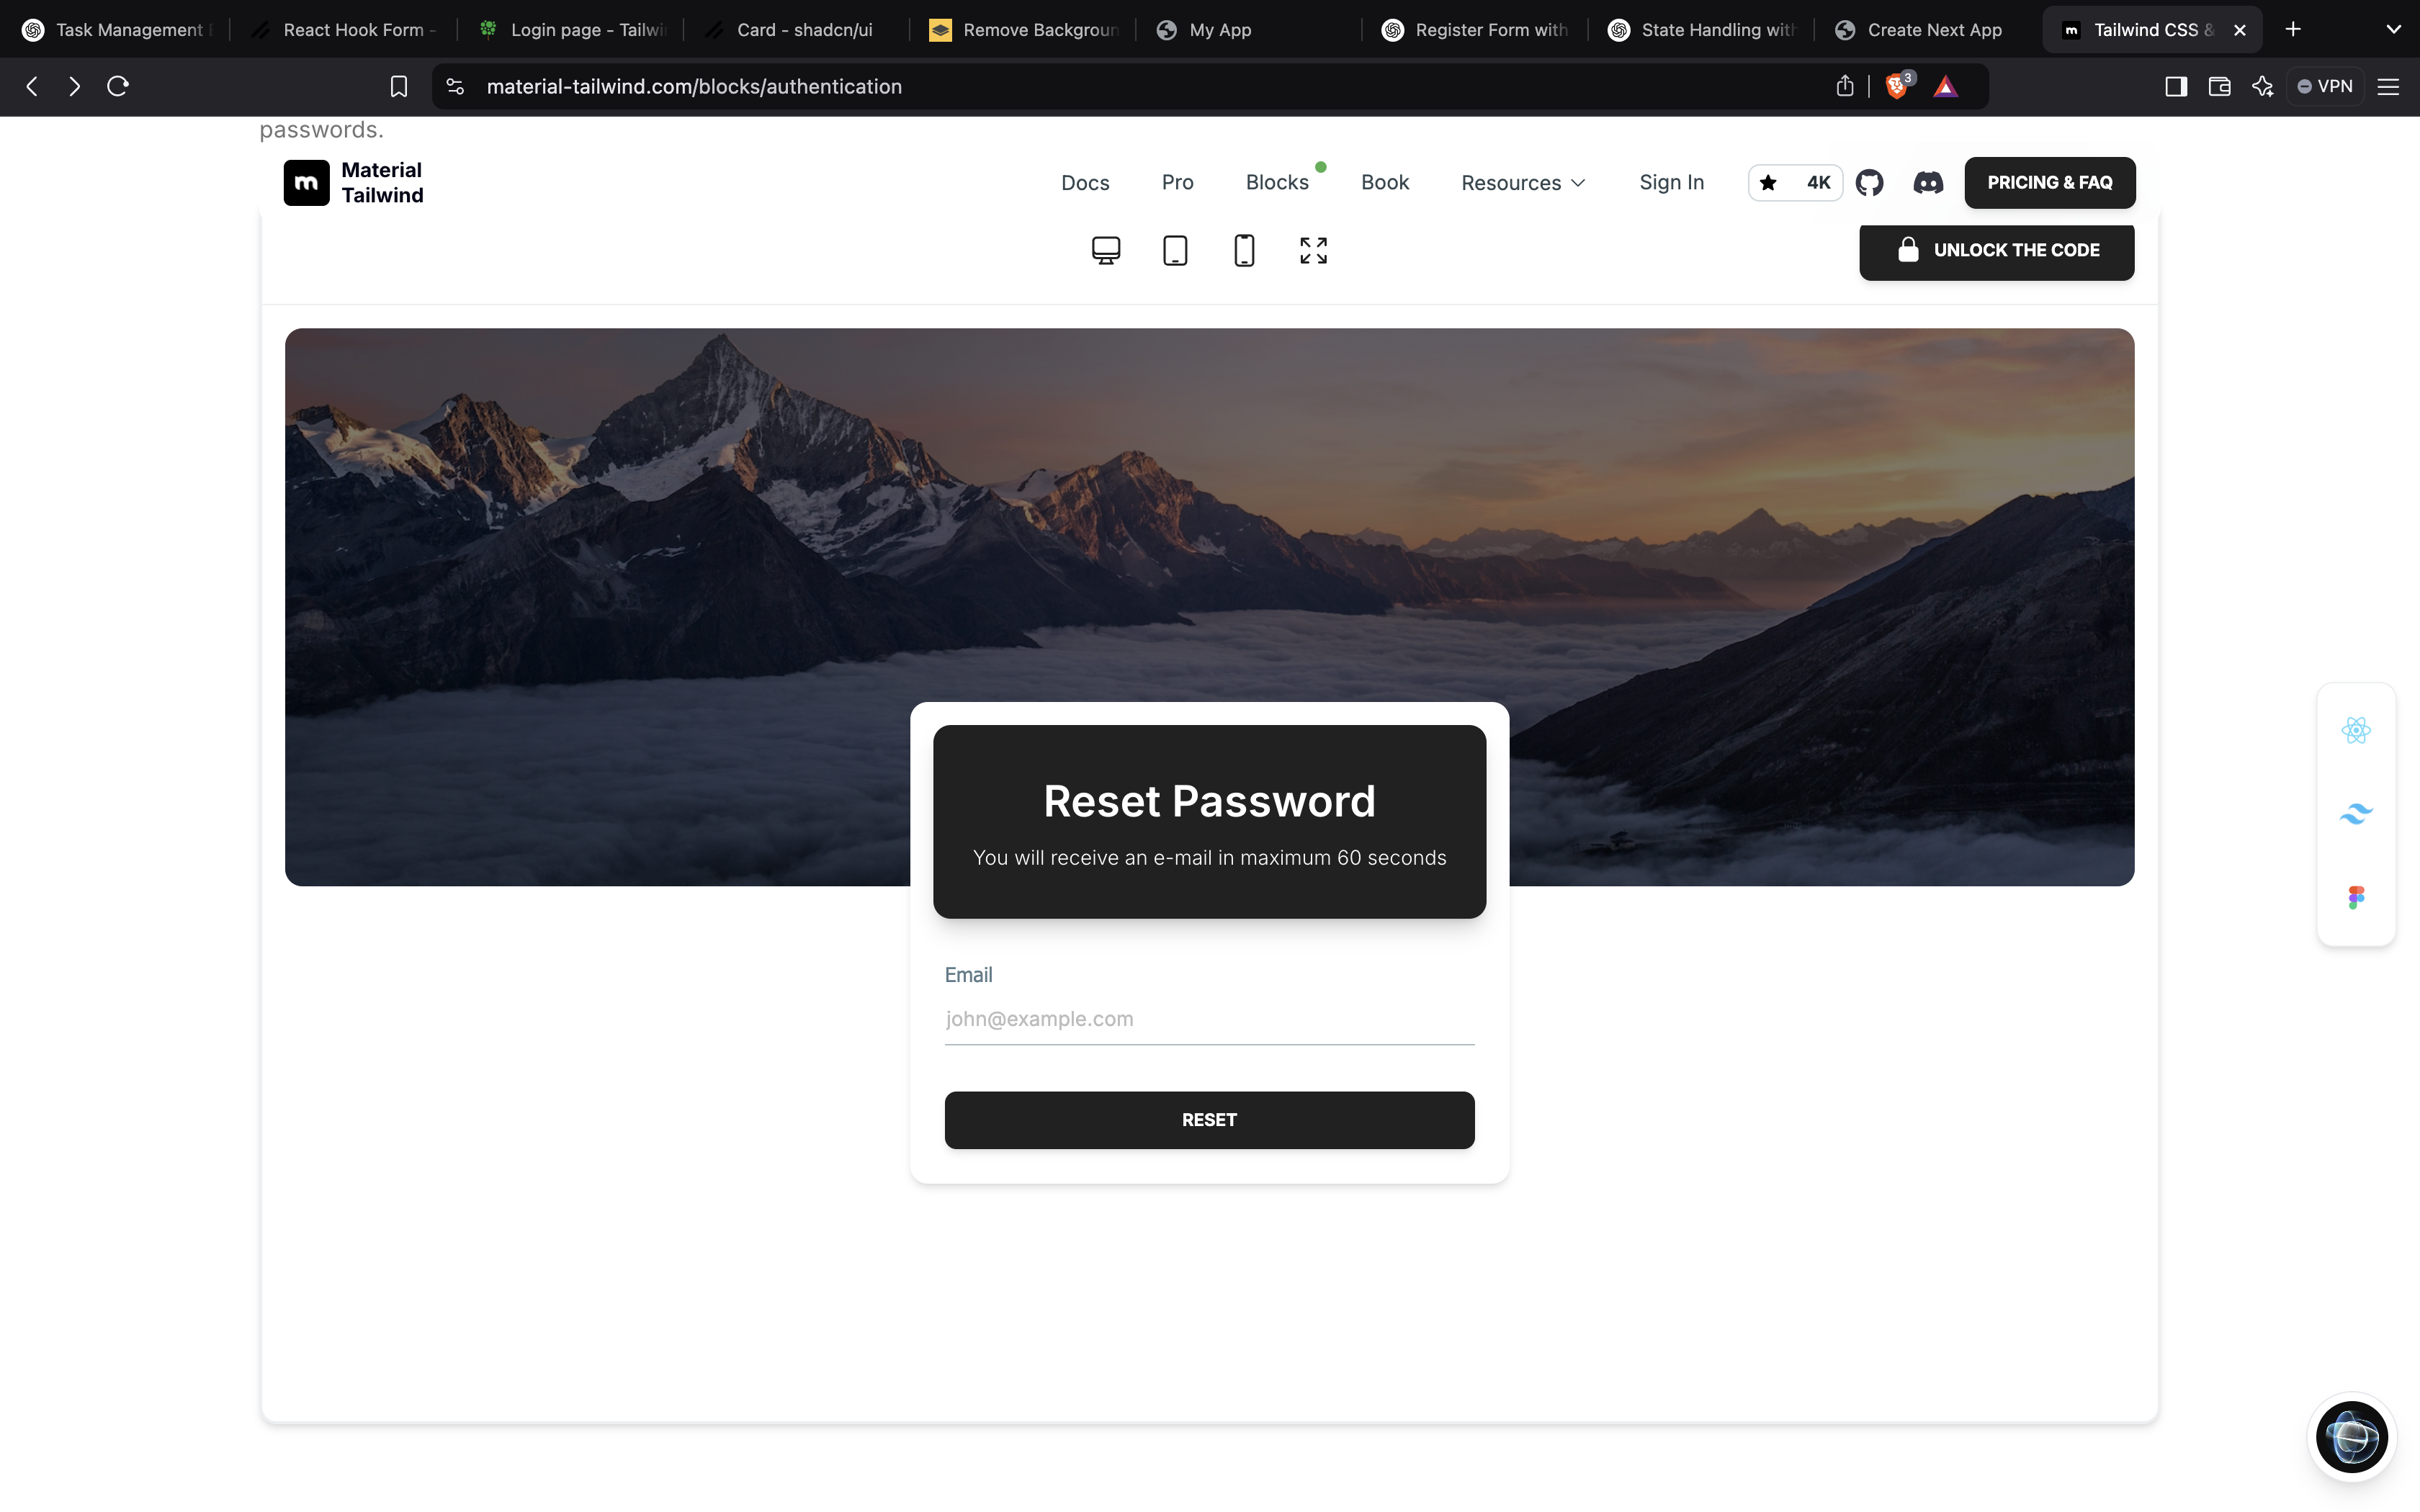 Task Management
React Hook Form -
Login page - Tailwi
Card - shadcn/ui
Remove Backgroun
My App
Register Form with
State Handling with
Create Next App
Tailwind CSS &
material-tailwind.com/blocks/authentication
3
VPN
passwords.
m
Material
Tailwind
Docs
Pro
Blocks
Book
Resources
Sign In
4K
PRICING & FAQ
UNLOCK THE CODE
Reset Password
You will receive an e-mail in maximum 60 seconds
Email
john@example.com
RESET